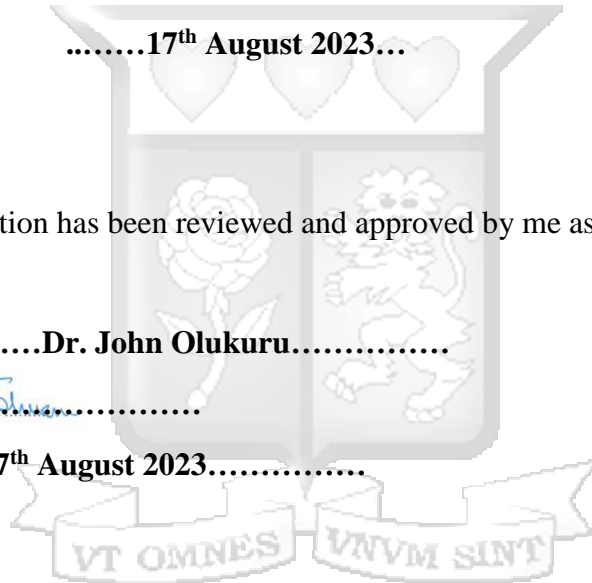 ..……17th August 2023…
tion has been reviewed and approved by me as
….Dr. John Olukuru……………
…………………
7th August 2023……………
VT OMNES VNVM SINT